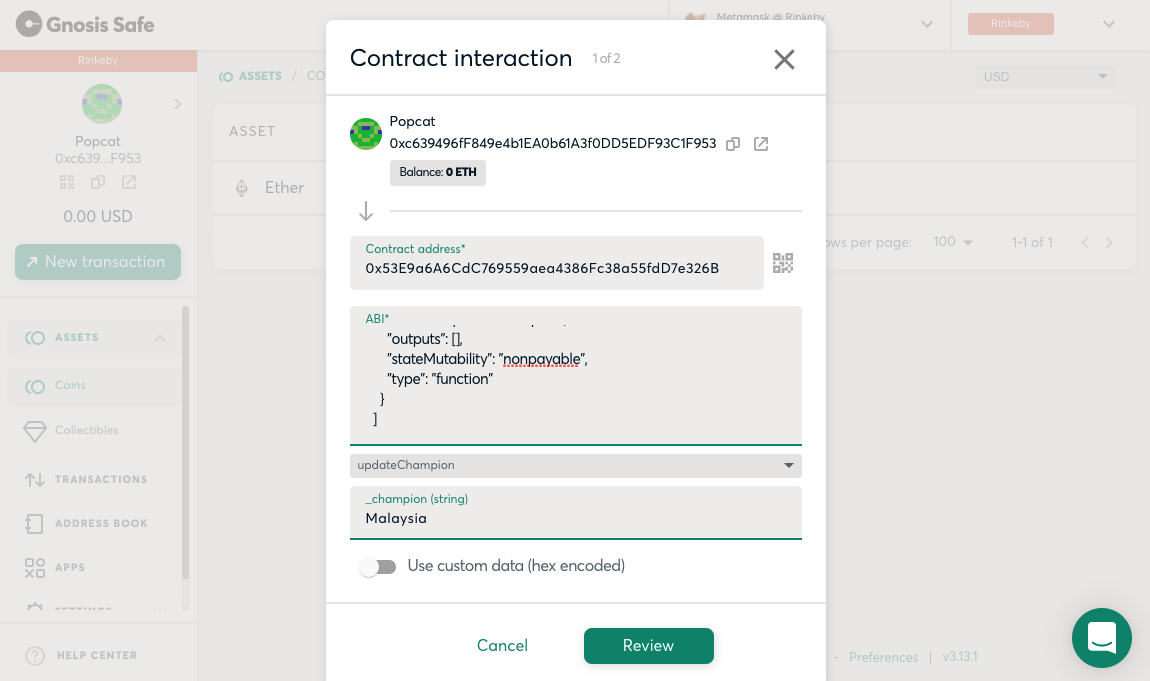 Gnosis Safe
Metamask @ Rinkeby
Rinkeby
Rinkeby
Popcat
0xc639...F953
0.00 USD
New transaction
ASSETS
Coins
Collectibles
TRANSACTIONS
ADDRESS BOOK
APPS
SETTINGS
HELP CENTER
ASSETS / CO
USD
ASSET
Ether
ows per page: 100
1-1 of 1
Contract interaction 1 of 2
Popcat
0xc639496fF849e4b1EA0b61A3f0DD5EDF93C1F953
Balance: 0 ETH
Contract address*
0x53E9a6A6CdC769559aea4386Fc38a55fdD7e326B
ABI*
"outputs": [],
"stateMutability": "nonpayable",
"type": "function"
}
]
updateChampion
_champion (string)
Malaysia
Use custom data (hex encoded)
Cancel
Review
- Preferences | v3.13.1